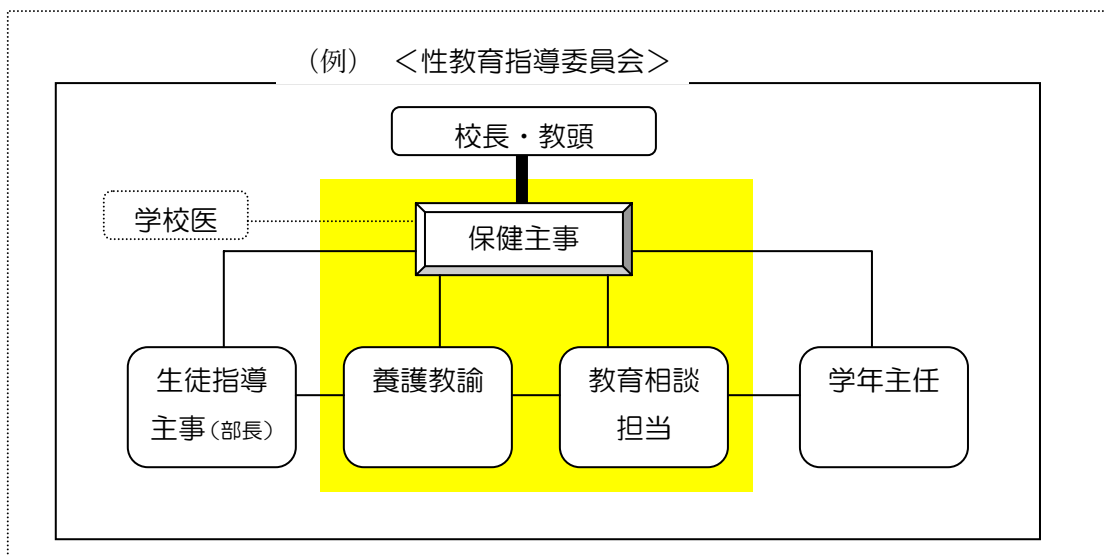 （例）　＜性教育指導委員会＞
校長・教頭
学校医
保健主事
生徒指導
主事（部長）
養護教諭
教育相談
担当
学年主任